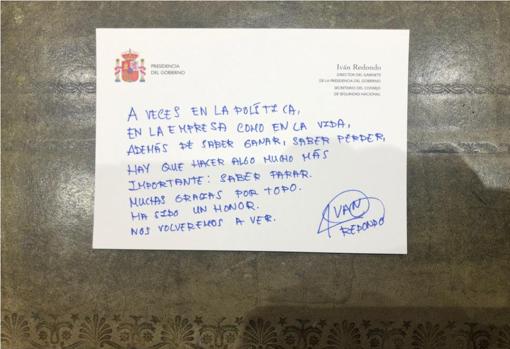 PRESIDENCIA
DEL GOBIERNO
Iván Redondo
DIRECTOR DEL GABINETE
DE LA PRESIDENCIA DEL GOBIERNO
SECRETARIO DEL CONSEJO
DE SEGURIDAD NACIONAL
A VECES EN LA POLÍTICA,
EN LA EMPRESA COMO EN LA VIDA,
ADEMÁS DE SABER GANAR, SABER PERDER,
HAY QUE HACER ALGO MUCHO MÁS
IMPORTANTE: SABER PARAR.
MUCHAS GRACIAS POR TODO.
HA SIDO UN HONOR.
NOS VOLVEREMOS A VER.
IVAN
REDONDO